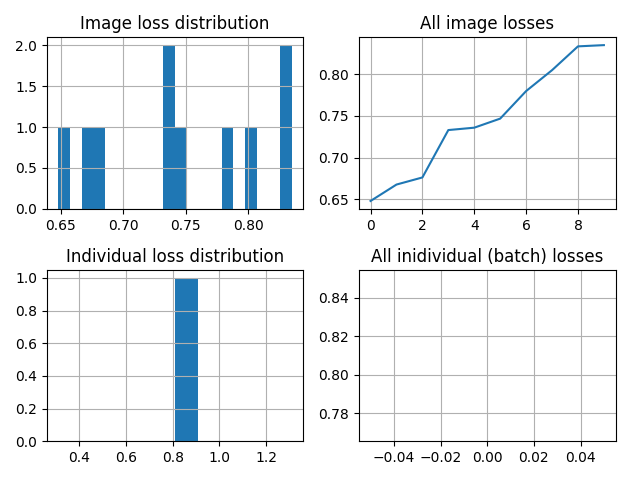 Image loss distribution
2.0
1.5
1.0
0.5
0.0
0.65 0.70 0.75 0.80
All image losses
0.80
0.75
0.70
0.65
0 2 4 6 8
Individual loss distribution
1.0
0.8
0.6
0.4
0.2
0.0
0.4 0.6 0.8 1.0 1.2
All inidividual (batch) losses
0.84
0.82
0.80
0.78
−0.04 −0.02 0.00 0.02 0.04